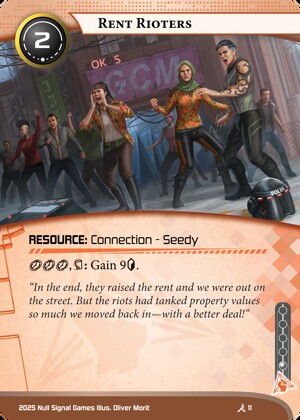 2
RENT RIOTERS
GCM
RESOURCE: Connection - Seedy
: Gain 9.
"In the end, they raised the rent and we were out on
the street. But the riots had tanked property values
so much we moved back in—with a better deal!"
2025 Null Signal Games Illus. Oliver Morit
11